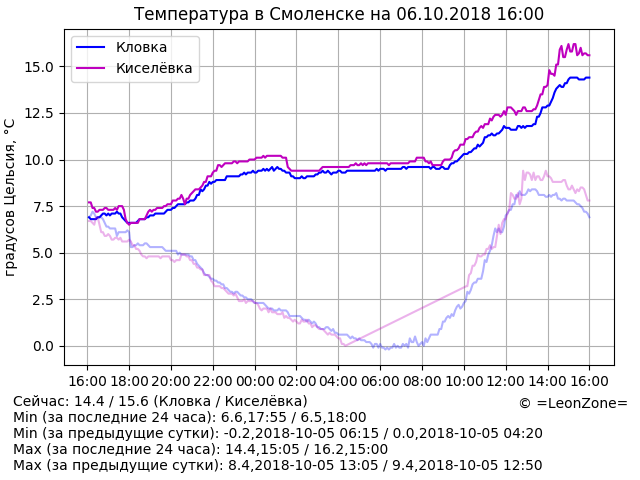 Температура в Смоленске на 06.10.2018 16:00
Кловка
Киселёвка
градусов Цельсия, °C
15.0
12.5
10.0
7.5
5.0
2.5
0.0
16:00 18:00 20:00 22:00 00:00 02:00 04:00 06:00 08:00 10:00 12:00 14:00 16:00
Сейчас: 14.4 / 15.6 (Кловка / Киселёвка)
© =LeonZone=
Min (за последние 24 часа): 6.6,17:55 / 6.5,18:00
Min (за предыдущие сутки): -0.2,2018-10-05 06:15 / 0.0,2018-10-05 04:20
Max (за последние 24 часа): 14.4,15:05 / 16.2,15:00
Max (за предыдущие сутки): 8.4,2018-10-05 13:05 / 9.4,2018-10-05 12:50